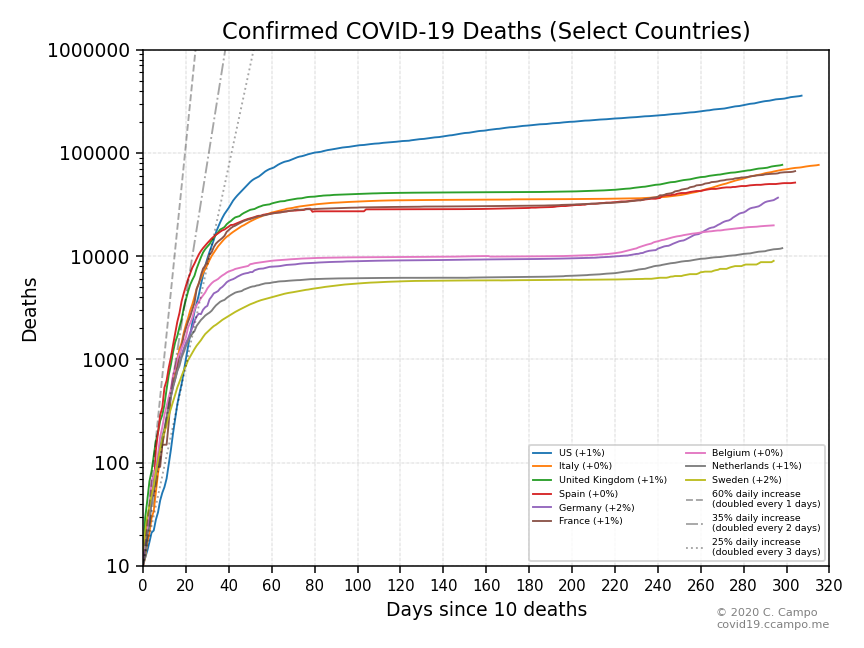 Confirmed COVID-19 Deaths (Select Countries)
1000000
100000
10000
1000
100
10
Deaths
0 20 40 60 80 100 120 140 160 180 200 220 240 260 280 300 320
Days since 10 deaths
US (+1%)
Italy (+0%)
United Kingdom (+1%)
Spain (+0%)
Germany (+2%)
France (+1%)
Belgium (+0%)
Netherlands (+1%)
Sweden (+2%)
60% daily increase
(doubled every 1 days)
35% daily increase
(doubled every 2 days)
25% daily increase
(doubled every 3 days)
© 2020 C. Campo
covid19.ccampo.me